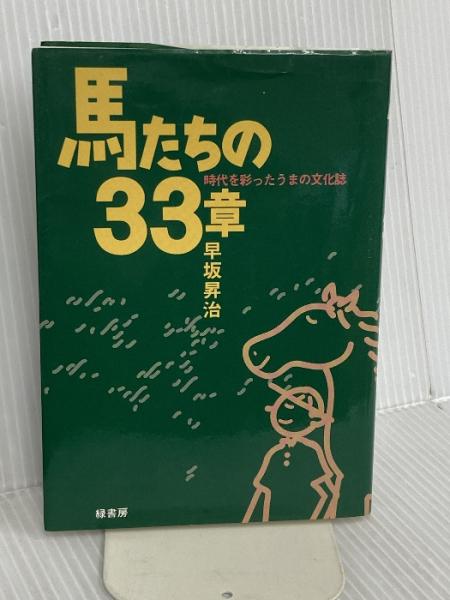 馬たちの
33章
時代を彩ったうまの文化誌
早坂昇治
緑書房